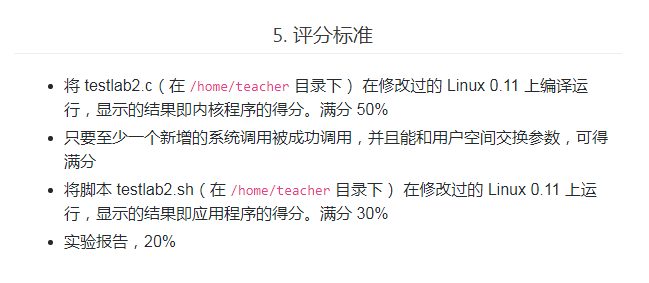 5. 评分标准
将 testlab2.c（在 /home/teacher 目录下） 在修改过的 Linux 0.11 上编译运
行，显示的结果即内核程序的得分。满分 50%
只要至少一个新增的系统调用被成功调用，并且能和用户空间交换参数，可得
满分
将脚本 testlab2.sh（在 /home/teacher 目录下） 在修改过的 Linux 0.11 上运
行，显示的结果即应用程序的得分。满分 30%
实验报告，20%